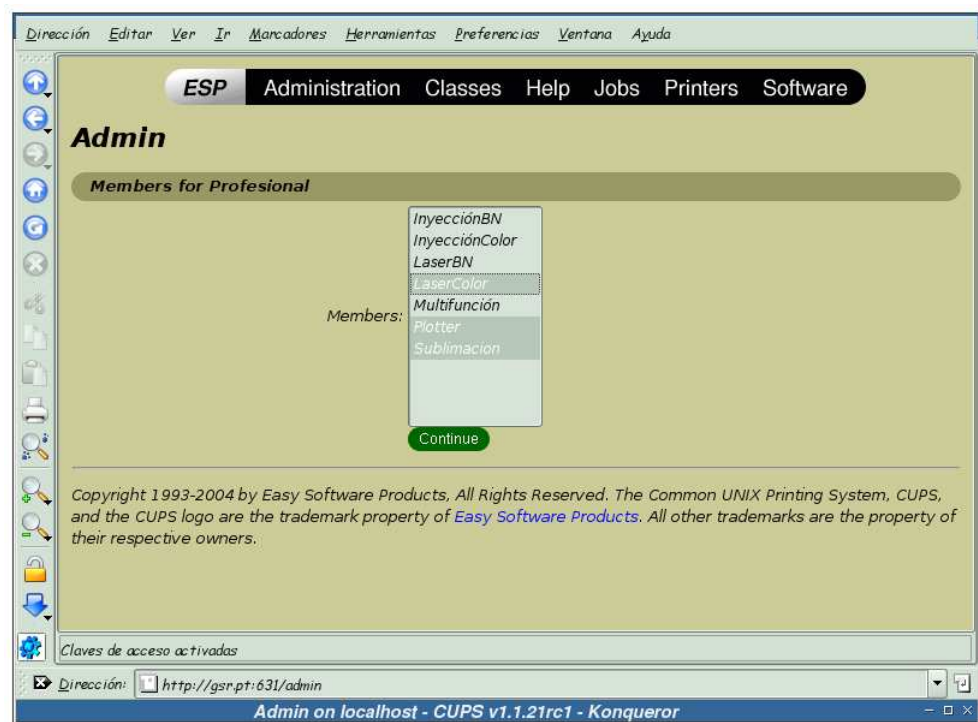 Dirección Editar Ver Ir Marcadores Herramientas Preferencias Ventana Ayuda
ESP Administration Classes Help Jobs Printers Software
Admin
Members for Profesional
InyecciónBN
InyecciónColor
LaserBN
LaserColor
Members:
Multifunción
Plotter
Sublimacion
Continue
Copyright 1993-2004 by Easy Software Products, All Rights Reserved. The Common UNIX Printing System, CUPS,
and the CUPS logo are the trademark property of Easy Software Products. All other trademarks are the property of
their respective owners.
Claves de acceso activadas
Dirección: http://gsr.pt:631/admin
Admin on localhost - CUPS v1.1.21rc1 - Konqueror